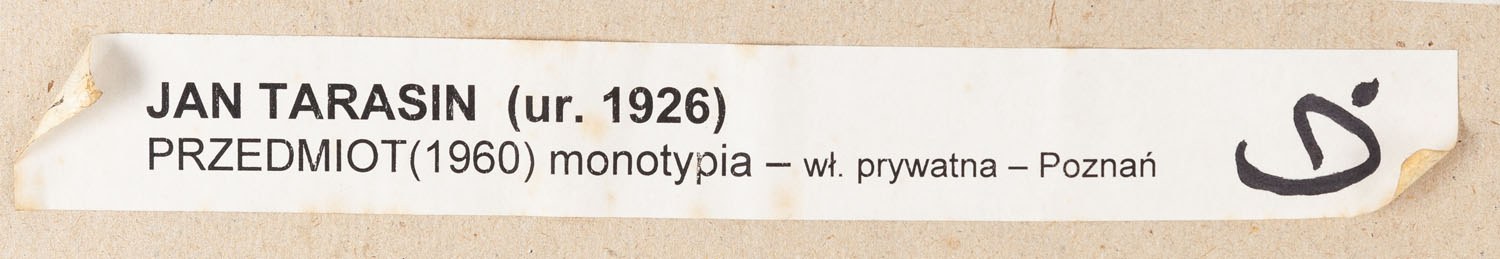 JAN TARASIN (ur. 1926)
PRZEDMIOT(1960) monotypia – wł. prywatna – Poznań